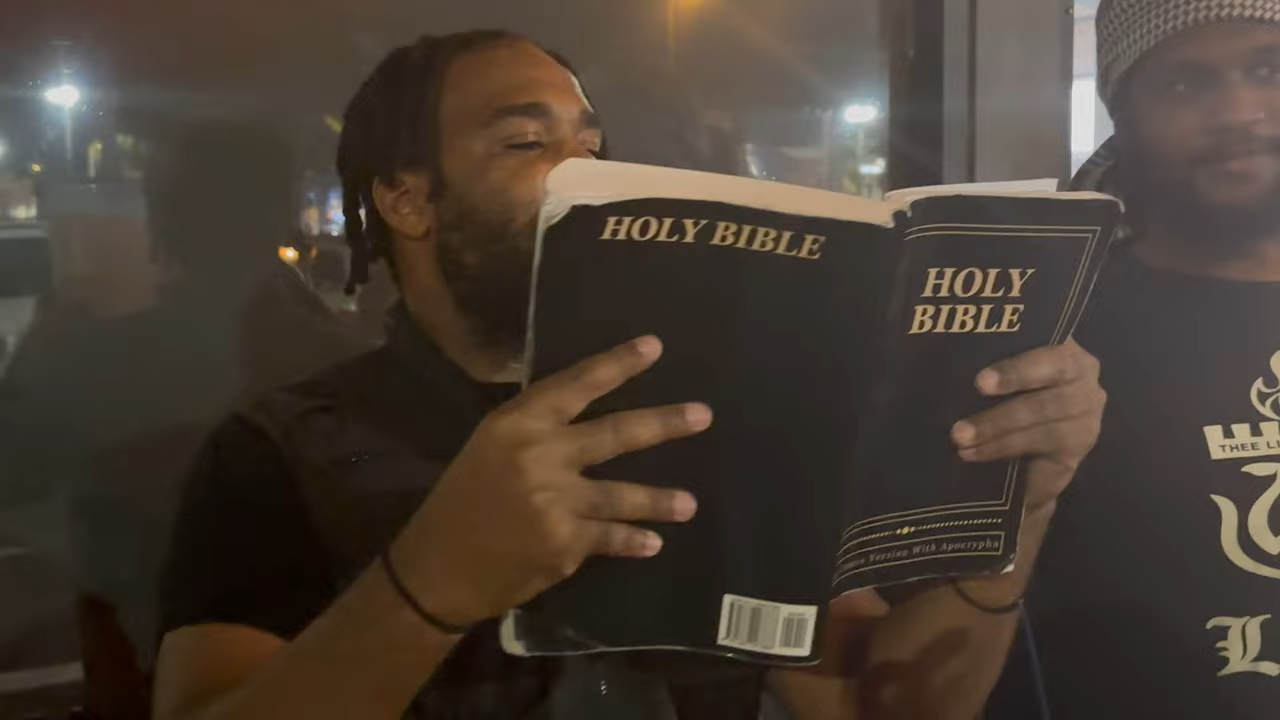 HOLY BIBLE
HOLY
BIBLE
Version With Apocrypha
THEE
L